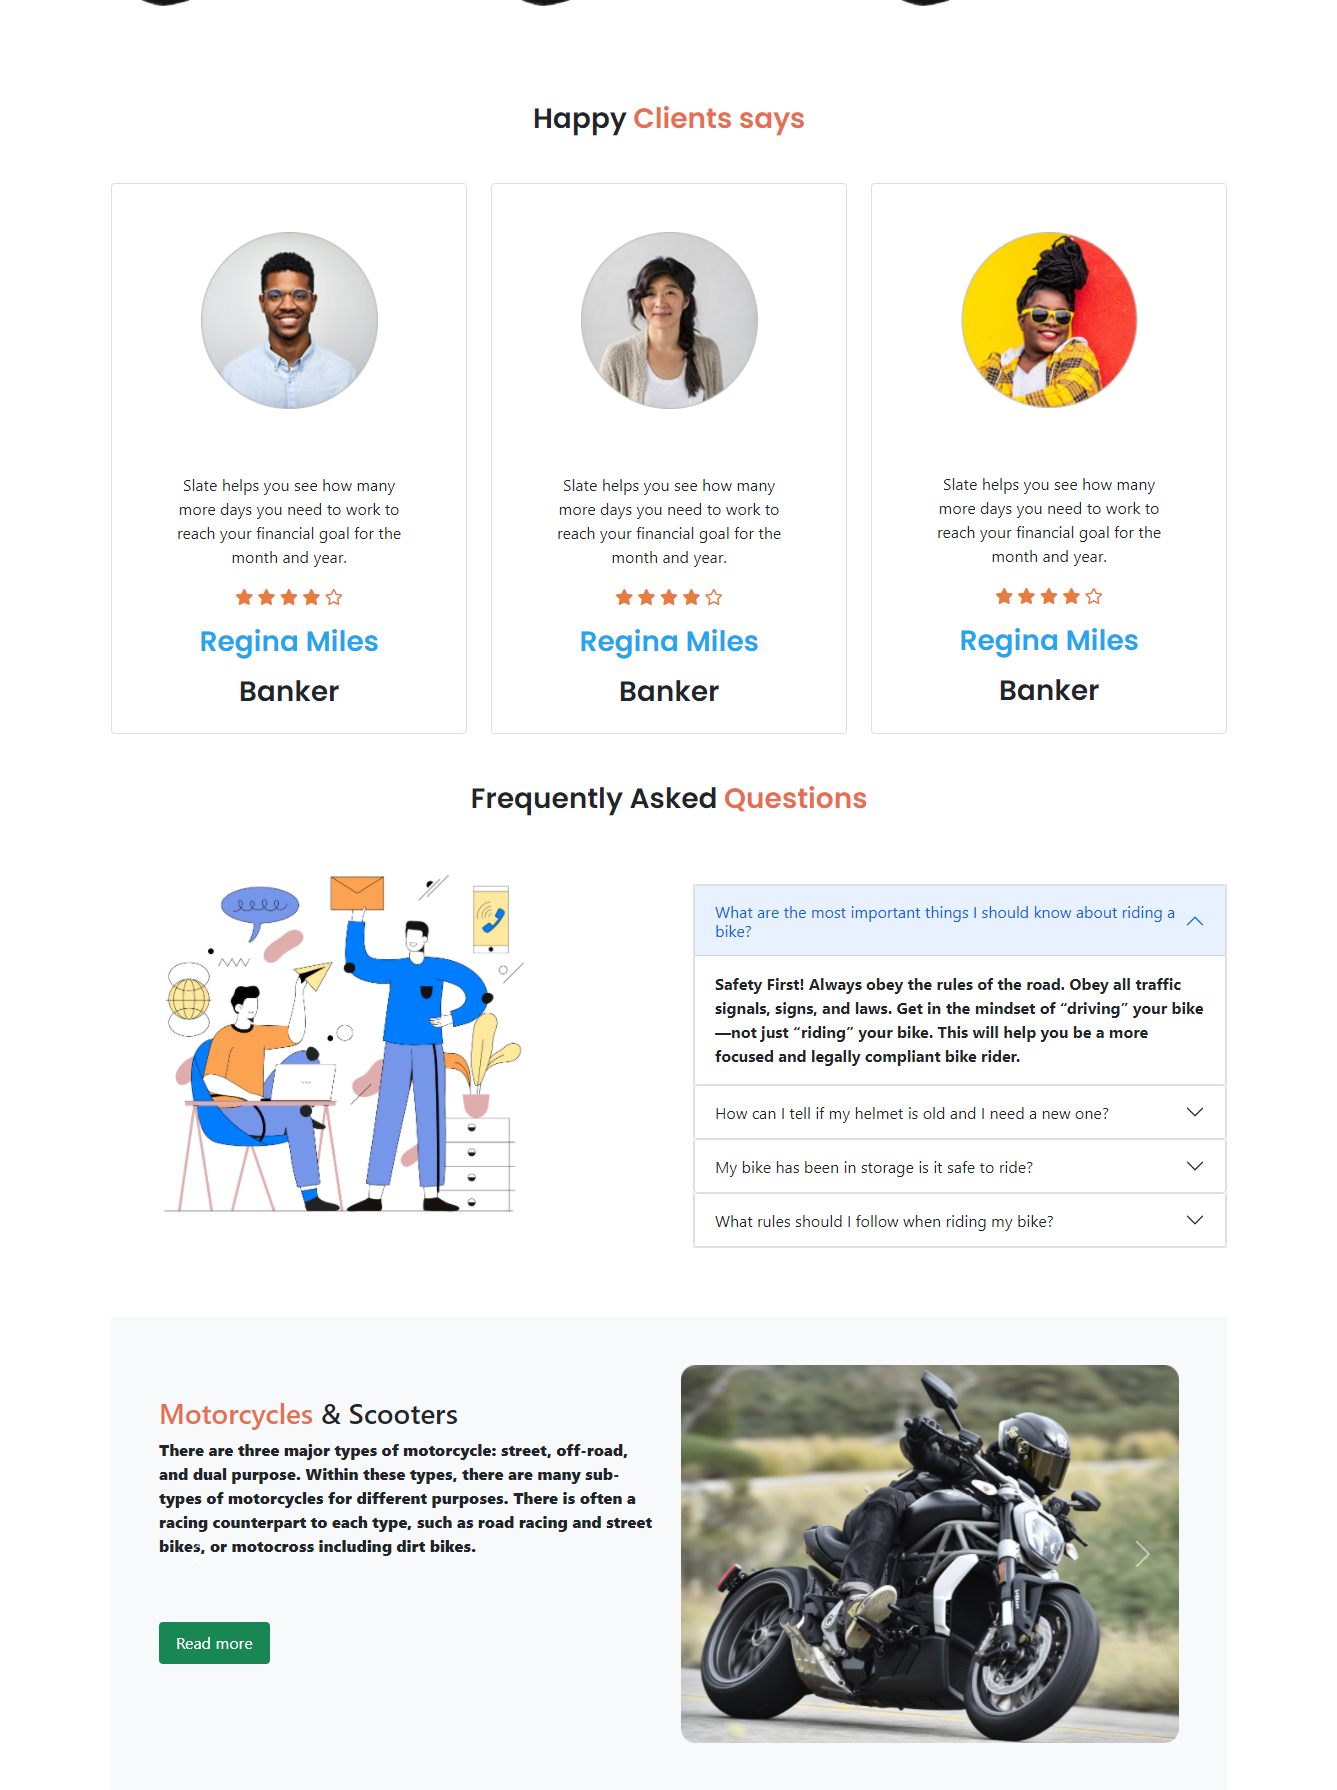 Happy Clients says
Slate helps you see how many
more days you need to work to
reach your financial goal for the
month and year.
Regina Miles
Banker
Slate helps you see how many
more days you need to work to
reach your financial goal for the
month and year.
Regina Miles
Banker
Slate helps you see how many
more days you need to work to
reach your financial goal for the
month and year.
Regina Miles
Banker
Frequently Asked Questions
What are the most important things I should know about riding a
bike?
Safety First! Always obey the rules of the road. Obey all traffic
signals, signs, and laws. Get in the mindset of “driving” your bike
—not just “riding” your bike. This will help you be a more
focused and legally compliant bike rider.
How can I tell if my helmet is old and I need a new one?
My bike has been in storage is it safe to ride?
What rules should I follow when riding my bike?
Motorcycles & Scooters
There are three major types of motorcycle: street, off-road,
and dual purpose. Within these types, there are many sub-
types of motorcycles for different purposes. There is often a
racing counterpart to each type, such as road racing and street
bikes, or motocross including dirt bikes.
Read more